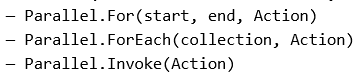 – Parallel.For(start, end, Action)
– Parallel.ForEach(collection, Action)
– Parallel.Invoke(Action)